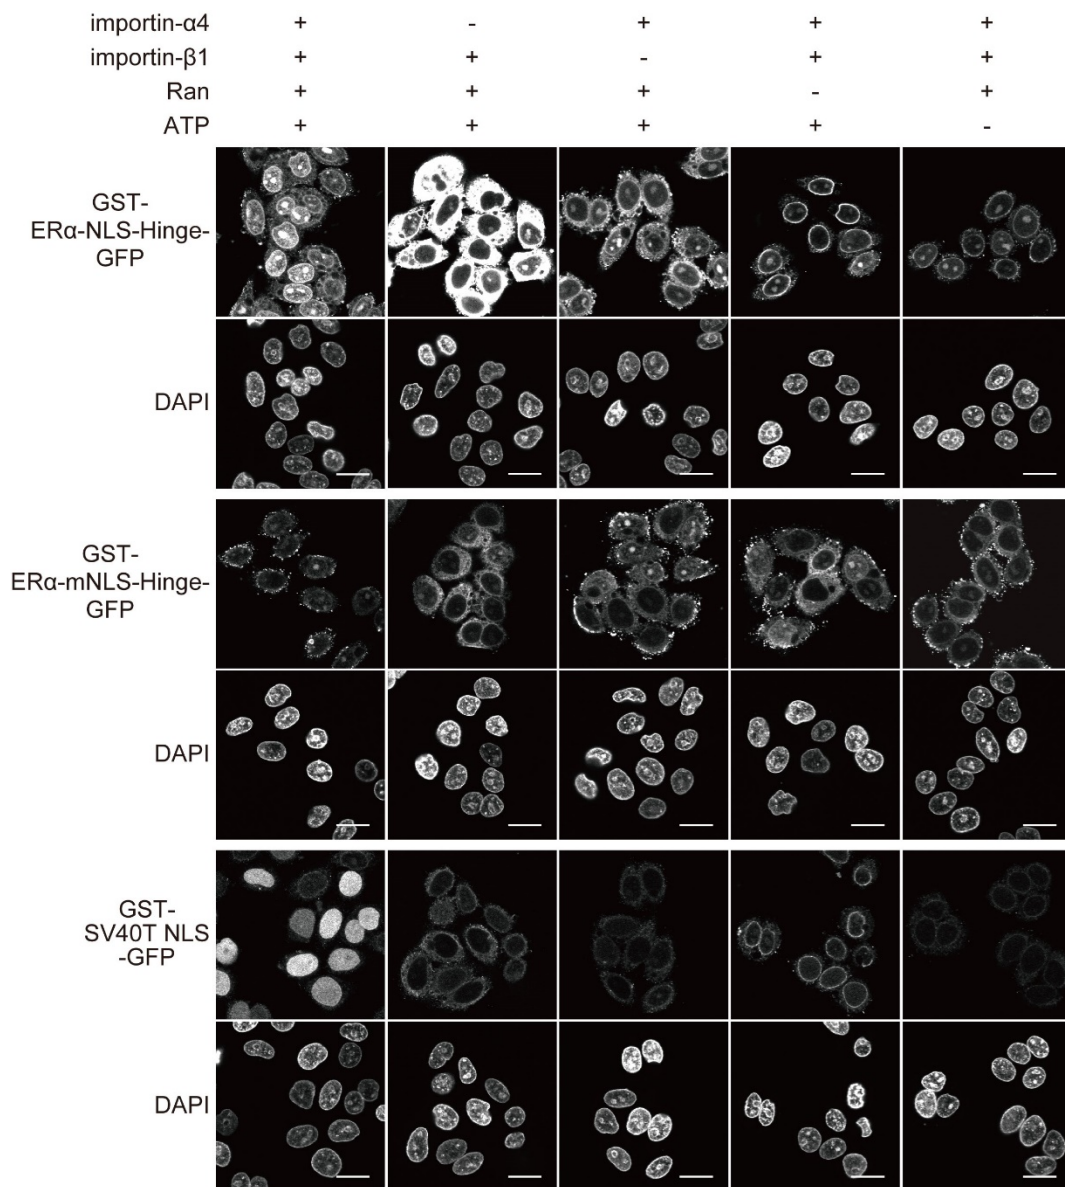 importin-α4 + - + + +
importin-β1 + + - + +
Ran + + + - +
ATP + + + + -
GST-
ERα-NLS-Hinge-
GFP
DAPI
GST-
ERα-mNLS-Hinge-
GFP
DAPI
GST-
SV40T NLS
-GFP
DAPI